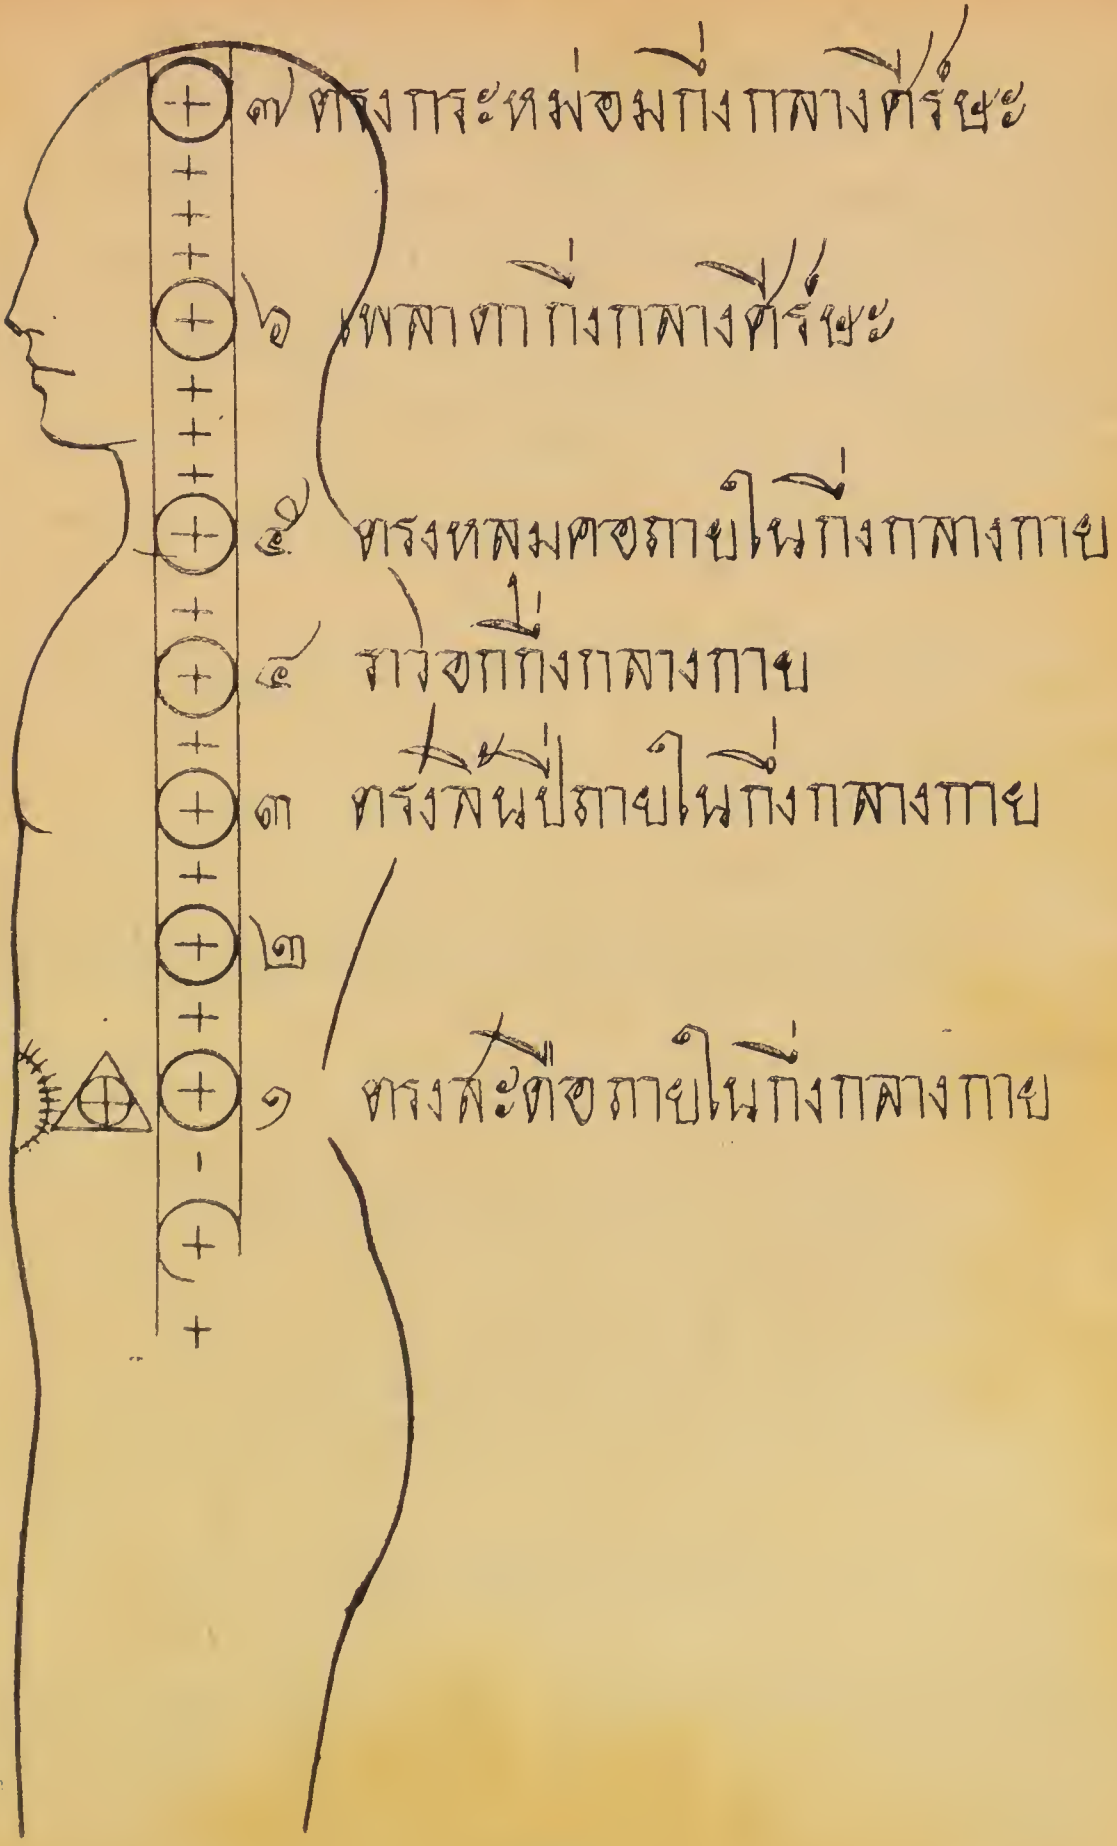 ๗ ตรงกระหม่อมกึ่งกลางศีร์ษะ
๖ เพลาตากึ่งกลางศีร์ษะ
๕ ตรงหลุมคอภายในกึ่งกลางกาย
๔ ราวอกกึ่งกลางกาย
๓ ตรงลิ้นปี่ภายในกึ่งกลางกาย
๒
๑ ตรงสะดือภายในกึ่งกลางกาย